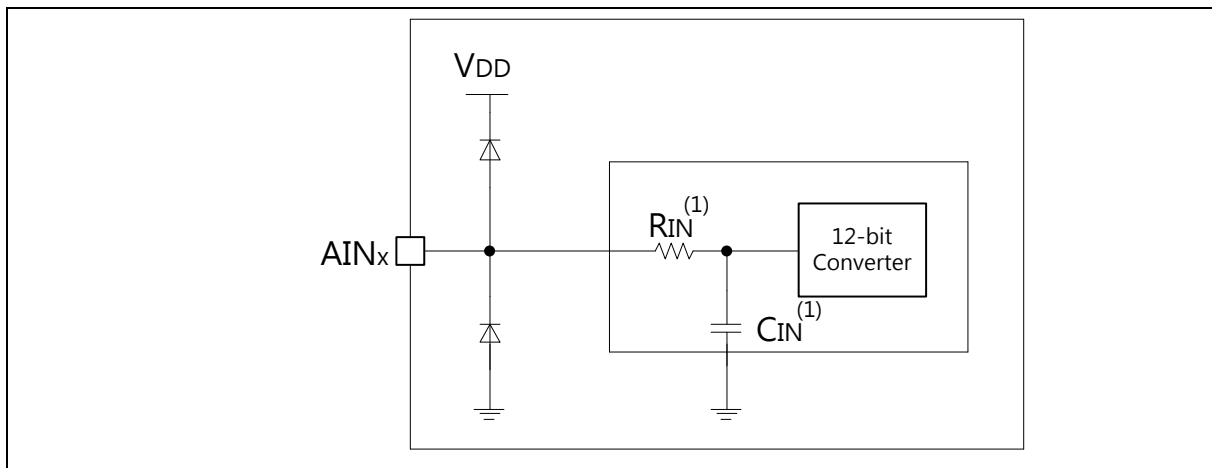 VDD
AINx
RIN(1)
12-bit
Converter
CIN(1)